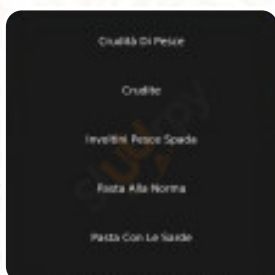 Crudità Di Pesce
Crudite
Involtini Pesce Spada
Pasta Alla Norma
Pasta Con Le Sarde